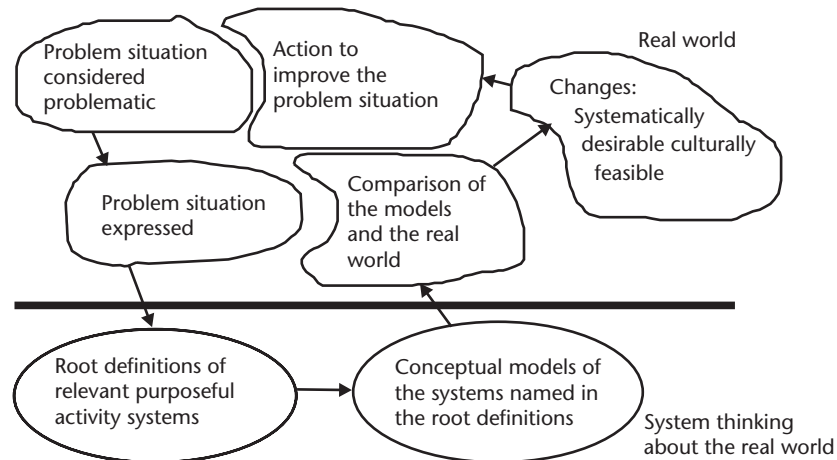 Problem situation
considered
problematic
Action to
improve the
problem situation
Real world
Changes:
Systematically
desirable culturally
feasible
Problem situation
expressed
Comparison of
the models
and the real
world
Root definitions of
relevant purposeful
activity systems
Conceptual models of
the systems named in
the root definitions
System thinking
about the real world